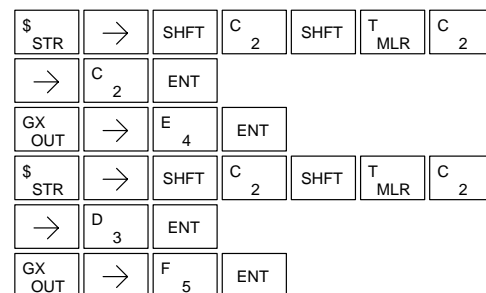 $ STR → SHFT C 2 SHFT T MLR C 2
→ C 2 ENT
GX OUT → E 4 ENT
$ STR → SHFT C 2 SHFT T MLR C 2
→ D 3 ENT
GX OUT → F 5 ENT